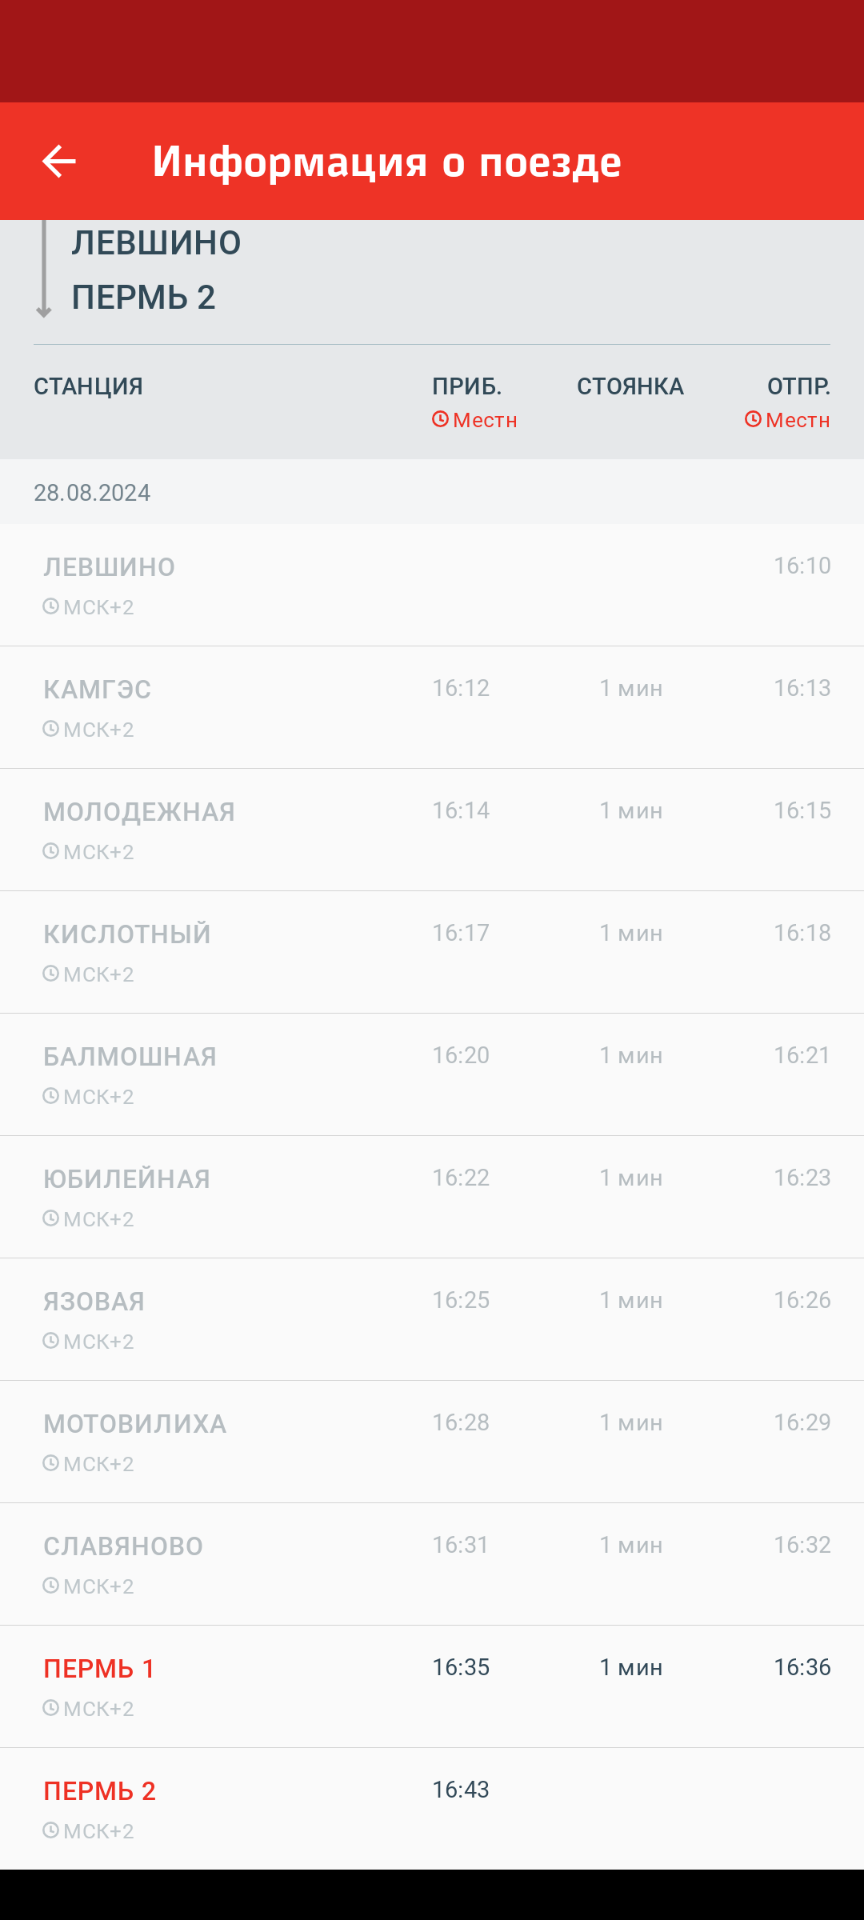 Информация о поезде
ЛЕВШИНО
ПЕРМЬ 2
СТАНЦИЯ ПРИБ. СТОЯНКА ОТПР.
Местн Местн
28.08.2024
ЛЕВШИНО 16:10
МСК+2
КАМГЭС 16:12 1 мин 16:13
МСК+2
МОЛОДЕЖНАЯ 16:14 1 мин 16:15
МСК+2
КИСЛОТНЫЙ 16:17 1 мин 16:18
МСК+2
БАЛМОШНАЯ 16:20 1 мин 16:21
МСК+2
ЮБИЛЕЙНАЯ 16:22 1 мин 16:23
МСК+2
ЯЗОВАЯ 16:25 1 мин 16:26
МСК+2
МОТОВИЛИХА 16:28 1 мин 16:29
МСК+2
СЛАВЯНОВО 16:31 1 мин 16:32
МСК+2
ПЕРМЬ 1 16:35 1 мин 16:36
МСК+2
ПЕРМЬ 2 16:43
МСК+2